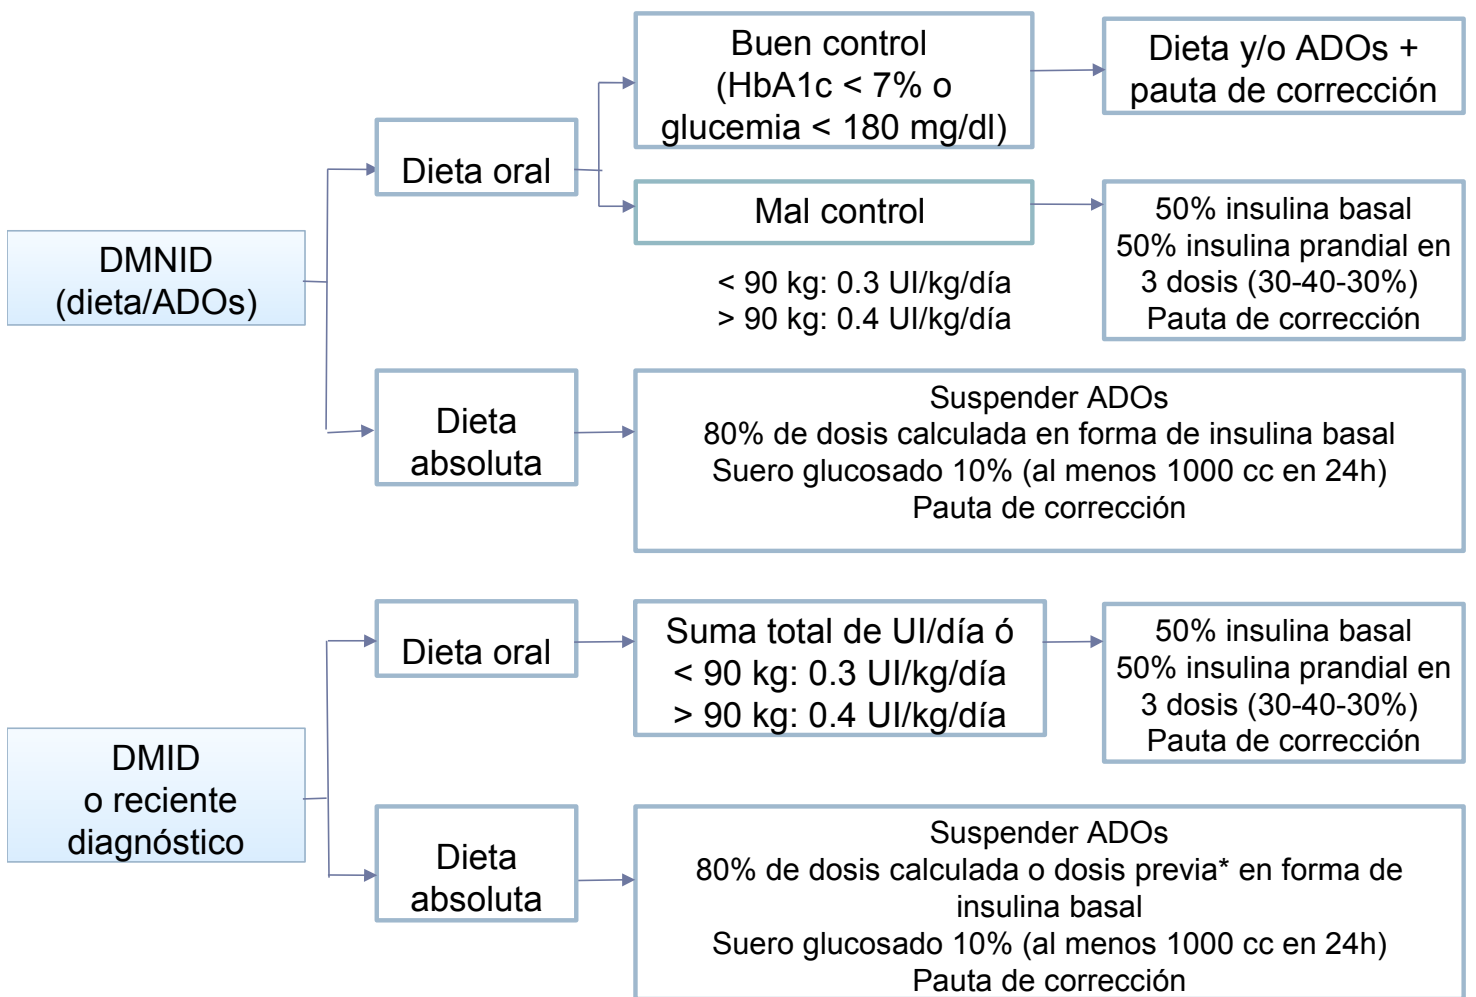 DMNID
(dieta/ADOs)
Dieta oral
Buen control
(HbA1c < 7% o
glucemia < 180 mg/dl)
Dieta y/o ADOs +
pauta de corrección
Mal control
< 90 kg: 0.3 UI/kg/día
> 90 kg: 0.4 UI/kg/día
50% insulina basal
50% insulina prandial en
3 dosis (30-40-30%)
Pauta de corrección
Dieta
absoluta
Suspender ADOs
80% de dosis calculada en forma de insulina basal
Suero glucosado 10% (al menos 1000 cc en 24h)
Pauta de corrección
DMID
o reciente
diagnóstico
Dieta oral
Suma total de UI/día ó
< 90 kg: 0.3 UI/kg/día
> 90 kg: 0.4 UI/kg/día
50% insulina basal
50% insulina prandial en
3 dosis (30-40-30%)
Pauta de corrección
Dieta
absoluta
Suspender ADOs
80% de dosis calculada o dosis previa* en forma de
insulina basal
Suero glucosado 10% (al menos 1000 cc en 24h)
Pauta de corrección